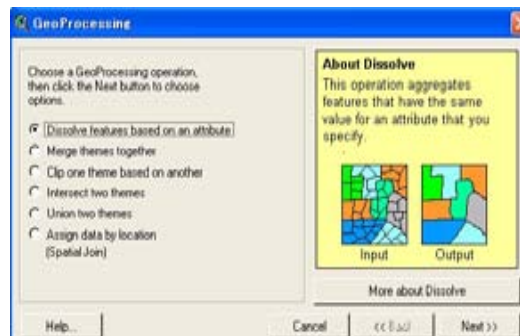 GeoProcessing
Choose a GeoProcessing operation,
then click the Next button to choose
options.
Dissolve features based on an attribute
Merge themes together
Clip one theme based on another
Intersect two themes
Union two themes
Assign data by location
(Spatial Join)
About Dissolve
This operation aggregates
features that have the same
value for an attribute that you
specify.
Input Output
More about Dissolve
Help... Cancel << Back Next >>